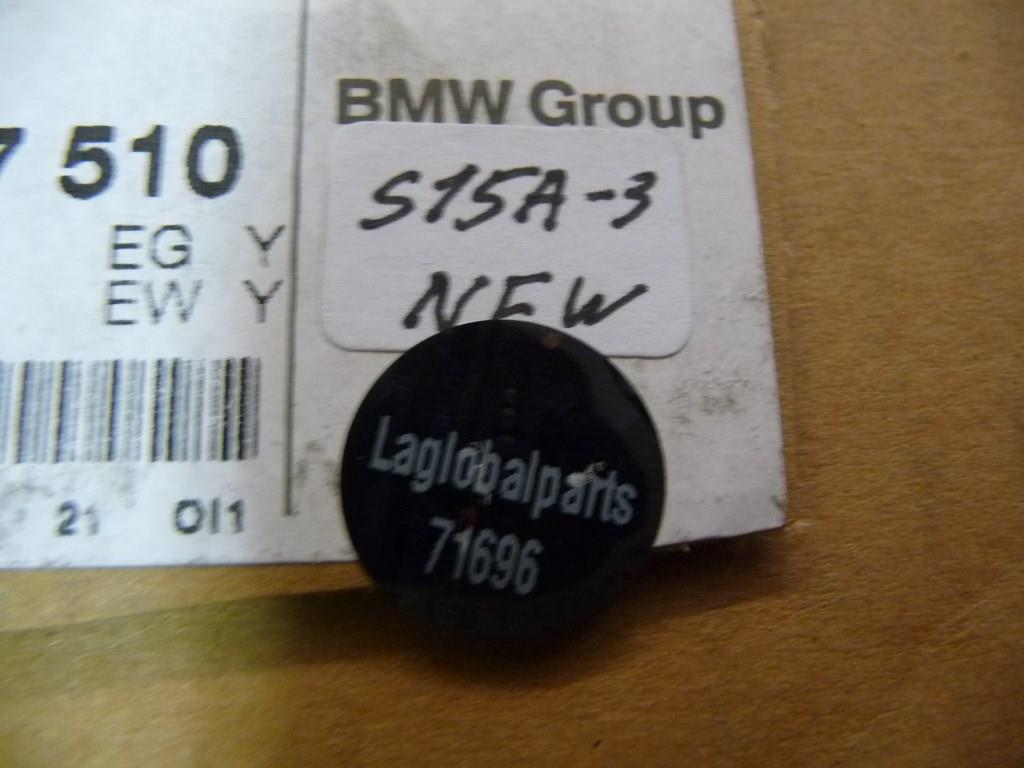 BMW Group
7 510
S15A-3
EG Y
EW Y
NEW
Laglobalparts
71696
21 OI1